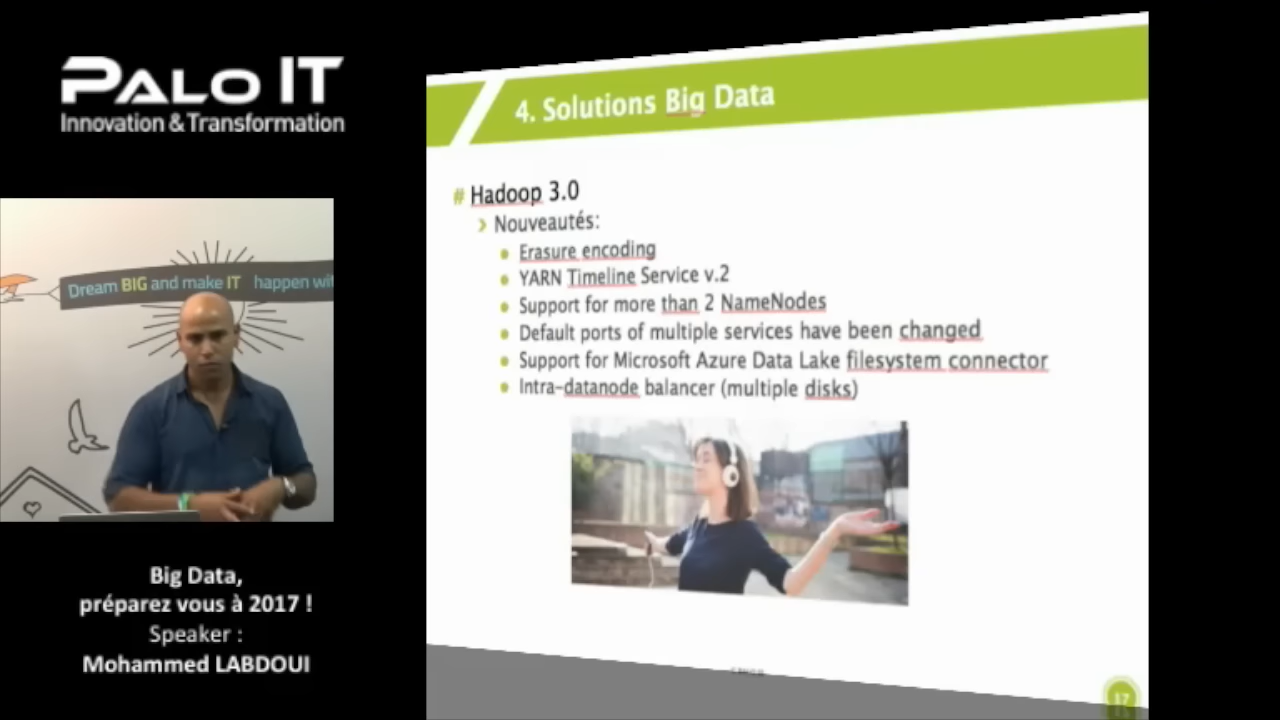 PALO IT
Innovation & Transformation
Dream BIG and make IT happen wit
Big Data,
préparez vous à 2017 !
Speaker :
Mohammed LABDOUI
4. Solutions Big Data
# Hadoop 3.0
› Nouveautés:
• Erasure encoding
• YARN Timeline Service v.2
• Support for more than 2 NameNodes
• Default ports of multiple services have been changed
• Support for Microsoft Azure Data Lake filesystem connector
• Intra-datanode balancer (multiple disks)
17